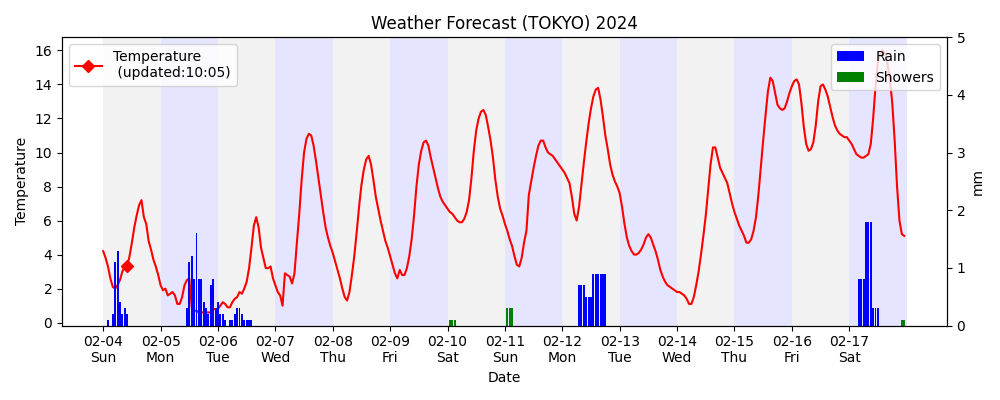 Weather Forecast (TOKYO) 2024
Temperature
(updated:10:05)
Rain
Showers
Temperature
16
14
12
10
8
6
4
2
0
5
4
3
2
1
0
mm
02-04 02-05 02-06 02-07 02-08 02-09 02-10 02-11 02-12 02-13 02-14 02-15 02-16 02-17
Sun Mon Tue Wed Thu Fri Sat Sun Mon Tue Wed Thu Fri Sat
Date